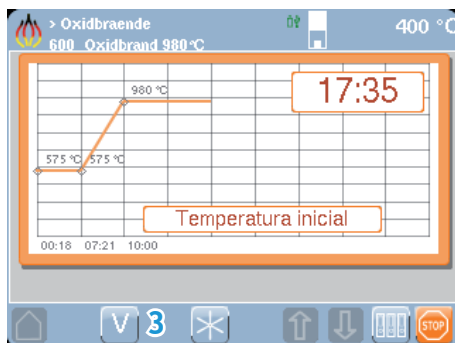 > Oxidbraende
400 °C
600 Oxidbrand 980°C
17:35
980 °C
575 °C 575 °C
Temperatura inicial
00:18 07:21 10:00
V 3 STOP